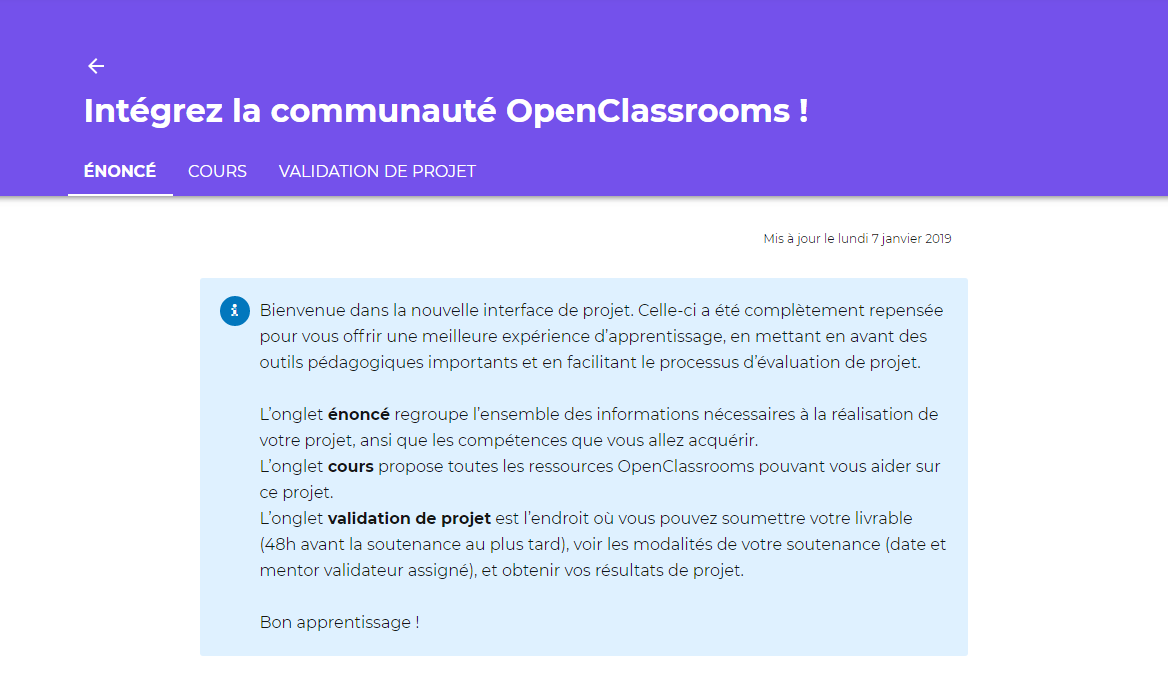 Intégrez la communauté OpenClassrooms !
ÉNONCÉ COURS VALIDATION DE PROJET
Mis à jour le lundi 7 janvier 2019
Bienvenue dans la nouvelle interface de projet. Celle-ci a été complètement repensée
pour vous offrir une meilleure expérience d’apprentissage, en mettant en avant des
outils pédagogiques importants et en facilitant le processus d’évaluation de projet.
L’onglet énoncé regroupe l’ensemble des informations nécessaires à la réalisation de
votre projet, ansi que les compétences que vous allez acquérir.
L’onglet cours propose toutes les ressources OpenClassrooms pouvant vous aider sur
ce projet.
L’onglet validation de projet est l’endroit où vous pouvez soumettre votre livrable
(48h avant la soutenance au plus tard), voir les modalités de votre soutenance (date et
mentor validateur assigné), et obtenir vos résultats de projet.
Bon apprentissage !